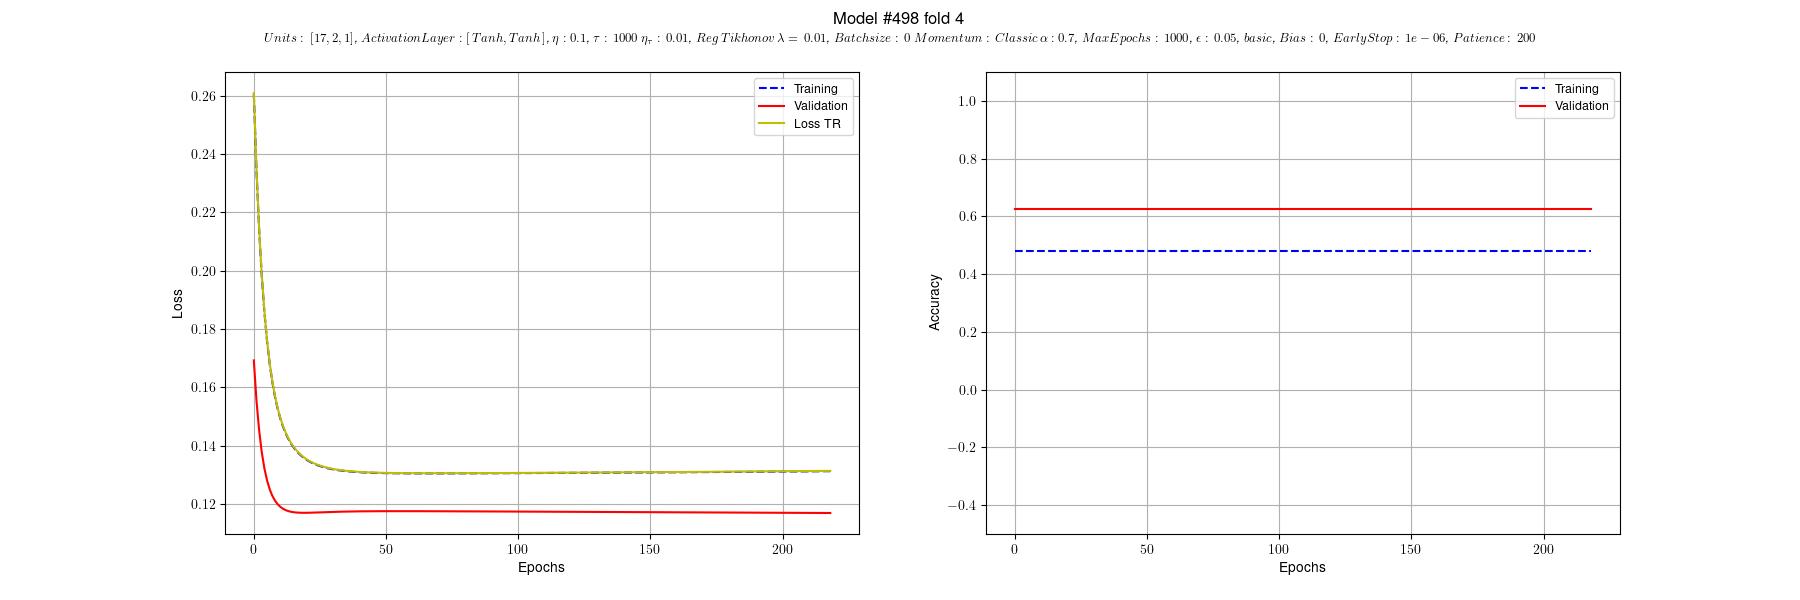 Model #498 fold 4
Units : [17, 2, 1], ActivationLayer : [Tanh, Tanh], η : 0.1, τ : 1000 ητ : 0.01, Reg Tikhonov λ = 0.01, Batchsize : 0 Momentum : Classic α : 0.7, MaxEpochs : 1000, ϵ : 0.05, basic, Bias : 0, EarlyStop : 1e − 06, Patience : 200
Loss
0.26
0.24
0.22
0.20
0.18
0.16
0.14
0.12
Training
Validation
Loss TR
0 50 100 150 200
Epochs
Accuracy
1.0
0.8
0.6
0.4
0.2
0.0
−0.2
−0.4
Training
Validation
0 50 100 150 200
Epochs